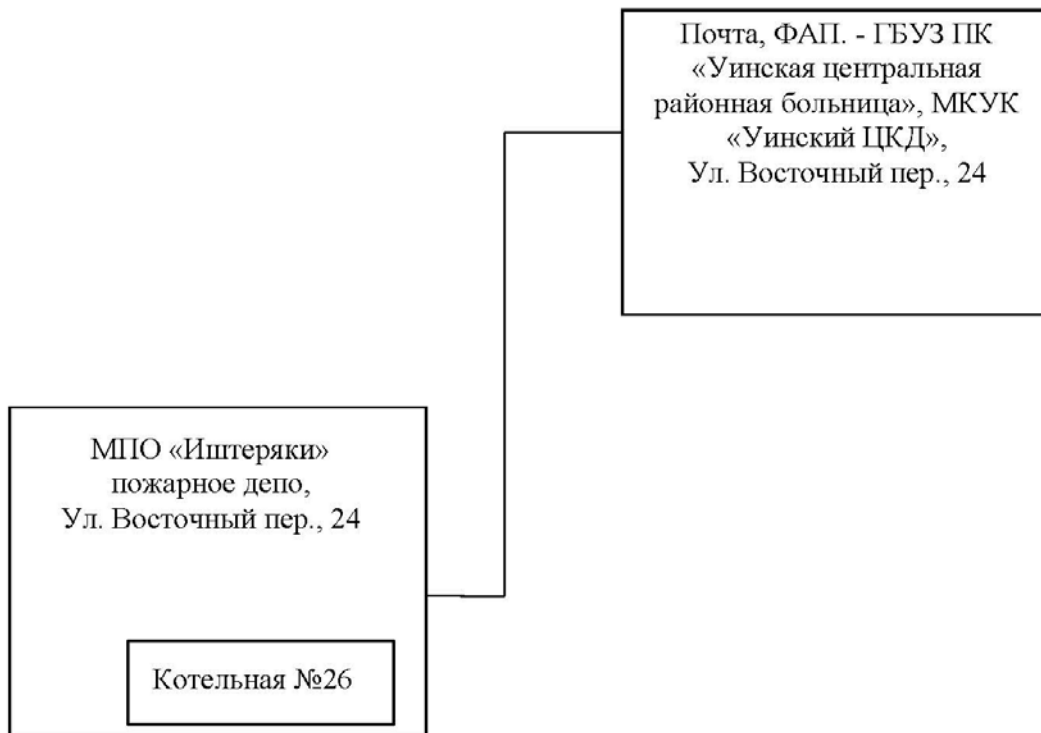 Почта, ФАП. - ГБУЗ ПК
«Уинская центральная
районная больница», МКУК
«Уинский ЦКД»,
Ул. Восточный пер., 24
МПО «Иштеряки»
пожарное депо,
Ул. Восточный пер., 24
Котельная №26